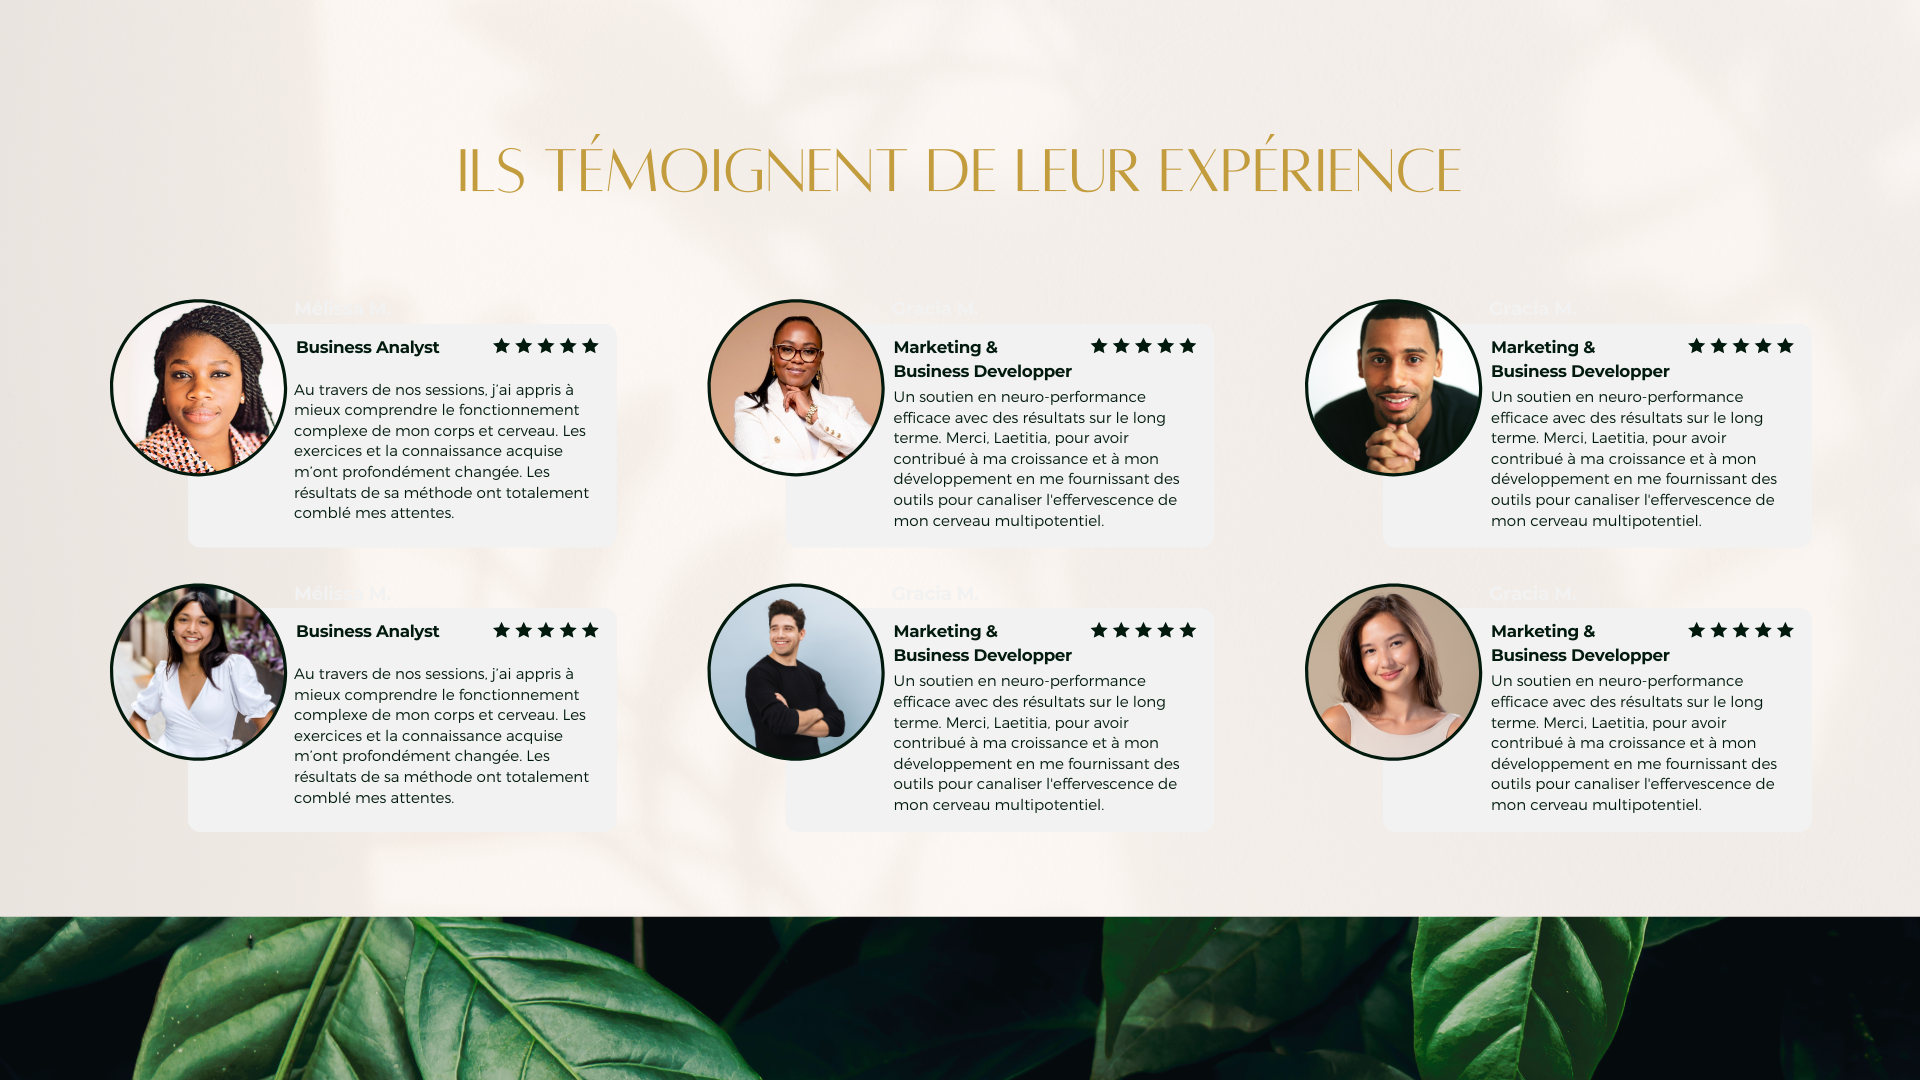 ILS TÉMOIGNENT DE LEUR EXPÉRIENCE
Mélissa M.
Business Analyst
Au travers de nos sessions, j'ai appris à
mieux comprendre le fonctionnement
complexe de mon corps et cerveau. Les
exercices et la connaissance acquise
m'ont profondément changée. Les
résultats de sa méthode ont totalement
comblé mes attentes.
Gracia M.
Marketing &
Business Developper
Un soutien en neuro-performance
efficace avec des résultats sur le long
terme. Merci, Laetitia, pour avoir
contribué à ma croissance et à mon
développement en me fournissant des
outils pour canaliser l'effervescence de
mon cerveau multipotentiel.
Gracia M.
Marketing &
Business Developper
Un soutien en neuro-performance
efficace avec des résultats sur le long
terme. Merci, Laetitia, pour avoir
contribué à ma croissance et à mon
développement en me fournissant des
outils pour canaliser l'effervescence de
mon cerveau multipotentiel.
Mélissa M.
Business Analyst
Au travers de nos sessions, j'ai appris à
mieux comprendre le fonctionnement
complexe de mon corps et cerveau. Les
exercices et la connaissance acquise
m'ont profondément changée. Les
résultats de sa méthode ont totalement
comblé mes attentes.
Gracia M.
Marketing &
Business Developper
Un soutien en neuro-performance
efficace avec des résultats sur le long
terme. Merci, Laetitia, pour avoir
contribué à ma croissance et à mon
développement en me fournissant des
outils pour canaliser l'effervescence de
mon cerveau multipotentiel.
Gracia M.
Marketing &
Business Developper
Un soutien en neuro-performance
efficace avec des résultats sur le long
terme. Merci, Laetitia, pour avoir
contribué à ma croissance et à mon
développement en me fournissant des
outils pour canaliser l'effervescence de
mon cerveau multipotentiel.